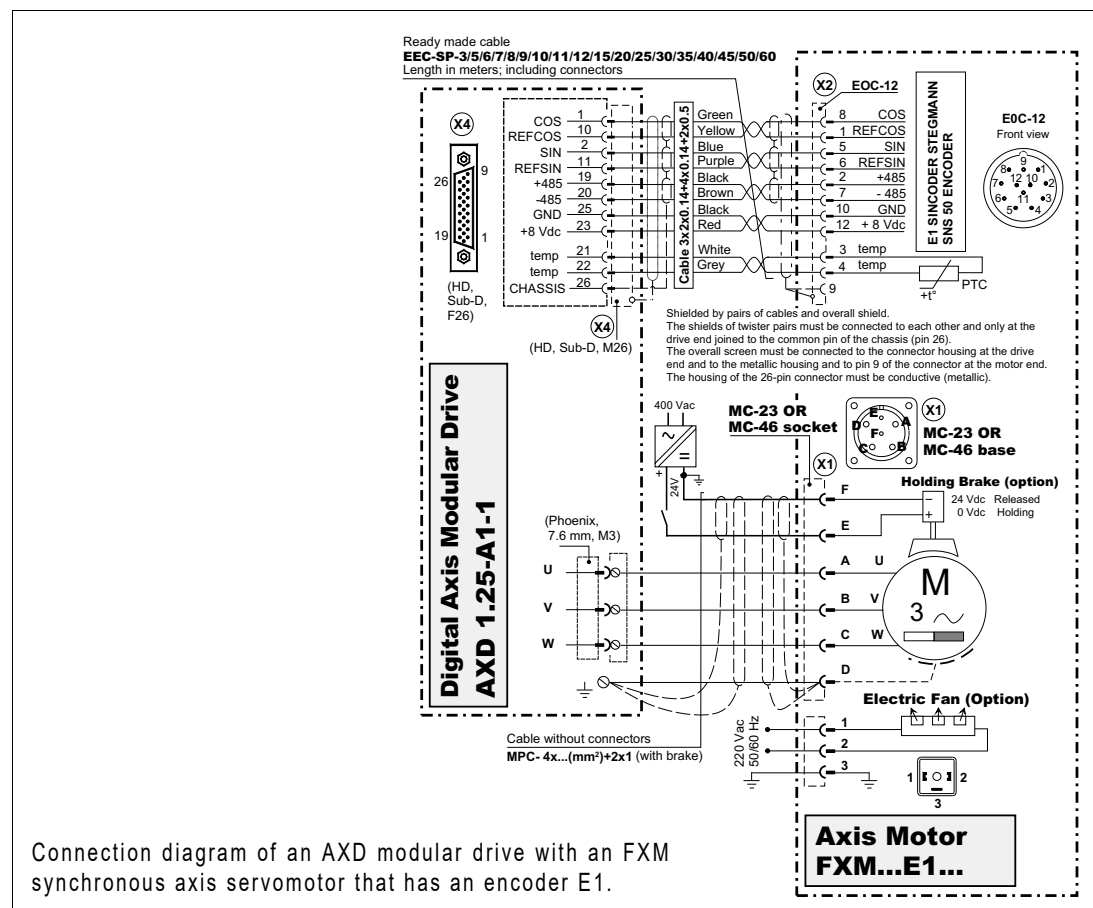 Ready made cable
EEC-SP-3/5/6/7/8/9/10/11/12/15/20/25/30/35/40/45/50/60
Length in meters; including connectors
X4
26
9
19
1
(HD,
Sub-D,
F26)
COS 1
REFCOS 10
SIN 2
REFSIN 11
+485 19
-485 20
GND 25
+8 Vdc 23
temp 21
temp 22
CHASSIS 26
X4
(HD, Sub-D, M26)
Cable 3x2x0.14+4x0.14+2x0.5
Green
Yellow
Blue
Purple
Black
Brown
Black
Red
White
Grey
X2
EOC-12
8 COS
1 REFCOS
5 SIN
6 REFSIN
2 +485
7 - 485
10 GND
12 + 8 Vdc
3 temp
4 temp
9
PTC
+t°
E1 SINCODER STEGMANN
SNS 50 ENCODER
E0C-12
Front view
9
8 1
7 12 10 2
6 11 3
5 4
Shielded by pairs of cables and overall shield.
The shields of twister pairs must be connected to each other and only at the
drive end joined to the common pin of the chassis (pin 26).
The overall screen must be connected to the connector housing at the drive
end and to the metallic housing and to pin 9 of the connector at the motor end.
The housing of the 26-pin connector must be conductive (metallic).
Digital Axis Modular Drive
AXD 1.25-A1-1
400 Vac
~
=
+
24V
MC-23 OR
MC-46 socket
E
D A
F
C B
X1
MC-23 OR
MC-46 base
X1
Holding Brake (option)
24 Vdc Released
0 Vdc Holding
−
+
F
E
(Phoenix,
7.6 mm, M3)
U
V
W
A U
B V
C W
D
M
3
Electric Fan (Option)
220 Vac
50/60 Hz
1
2
3
1 2
3
Cable without connectors
MPC- 4x...(mm²)+2x1 (with brake)
Axis Motor
FXM...E1...
Connection diagram of an AXD modular drive with an FXM
synchronous axis servomotor that has an encoder E1.